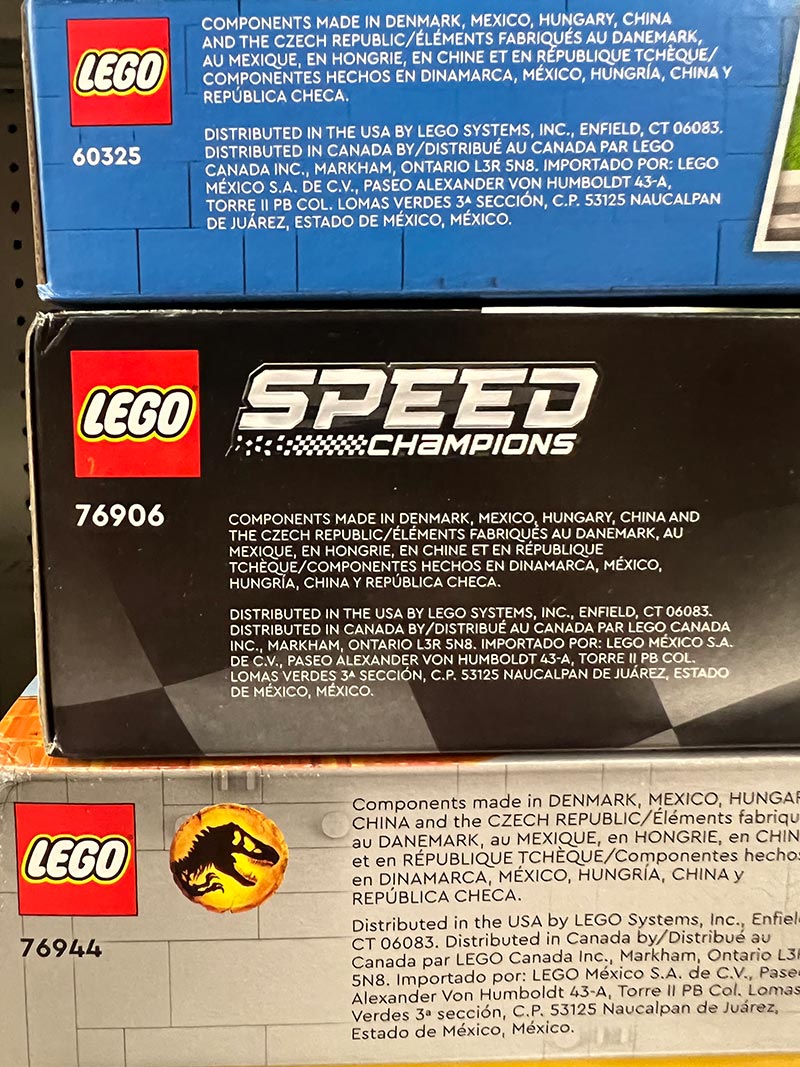 LEGO
60325
COMPONENTS MADE IN DENMARK, MEXICO, HUNGARY, CHINA
AND THE CZECH REPUBLIC/ÉLÉMENTS FABRIQUÉS AU DANEMARK,
AU MEXIQUE, EN HONGRIE, EN CHINE ET EN RÉPUBLIQUE TCHÈQUE/
COMPONENTES HECHOS EN DINAMARCA, MÉXICO, HUNGRÍA, CHINA Y
REPÚBLICA CHECA.
DISTRIBUTED IN THE USA BY LEGO SYSTEMS, INC., ENFIELD, CT 06083.
DISTRIBUTED IN CANADA BY/DISTRIBUÉ AU CANADA PAR LEGO
CANADA INC., MARKHAM, ONTARIO L3R 5N8. IMPORTADO POR: LEGO
MÉXICO S.A. DE C.V., PASEO ALEXANDER VON HUMBOLDT 43-A,
TORRE II PB COL. LOMAS VERDES 3ᴬ SECCIÓN, C.P. 53125 NAUCALPAN
DE JUÁREZ, ESTADO DE MÉXICO, MÉXICO.
LEGO
SPEED
CHAMPIONS
76906
COMPONENTS MADE IN DENMARK, MEXICO, HUNGARY, CHINA AND
THE CZECH REPUBLIC/ÉLÉMENTS FABRIQUÉS AU DANEMARK, AU
MEXIQUE, EN HONGRIE, EN CHINE ET EN RÉPUBLIQUE
TCHÈQUE/COMPONENTES HECHOS EN DINAMARCA, MÉXICO,
HUNGRÍA, CHINA Y REPÚBLICA CHECA.
DISTRIBUTED IN THE USA BY LEGO SYSTEMS, INC., ENFIELD, CT 06083.
DISTRIBUTED IN CANADA BY/DISTRIBUÉ AU CANADA PAR LEGO CANADA
INC., MARKHAM, ONTARIO L3R 5N8. IMPORTADO POR: LEGO MÉXICO S.A.
DE C.V., PASEO ALEXANDER VON HUMBOLDT 43-A, TORRE II PB COL.
LOMAS VERDES 3ᴬ SECCIÓN, C.P. 53125 NAUCALPAN DE JUÁREZ, ESTADO
DE MÉXICO, MÉXICO.
LEGO
76944
Components made in DENMARK, MEXICO,
CHINA and the CZECH REPUBLIC/Éléments
au DANEMARK, au MEXIQUE, en HONGRIE, en
et en RÉPUBLIQUE TCHÈQUE/Componentes hechos
en DINAMARCA, MÉXICO, HUNGRÍA, CHINA y
REPÚBLICA CHECA.
Distributed in the USA by LEGO Systems, Inc.,
CT 06083. Distributed in Canada by/Distribué au
Canada par LEGO Canada Inc., Markham, Ontario
5N8. Importado por: LEGO México S.A. de C.V.,
Alexander Von Humboldt 43-A, Torre II PB Col. Lomas
Verdes 3ª sección, C.P. 53125 Naucalpan de Juárez,
Estado de México, México.